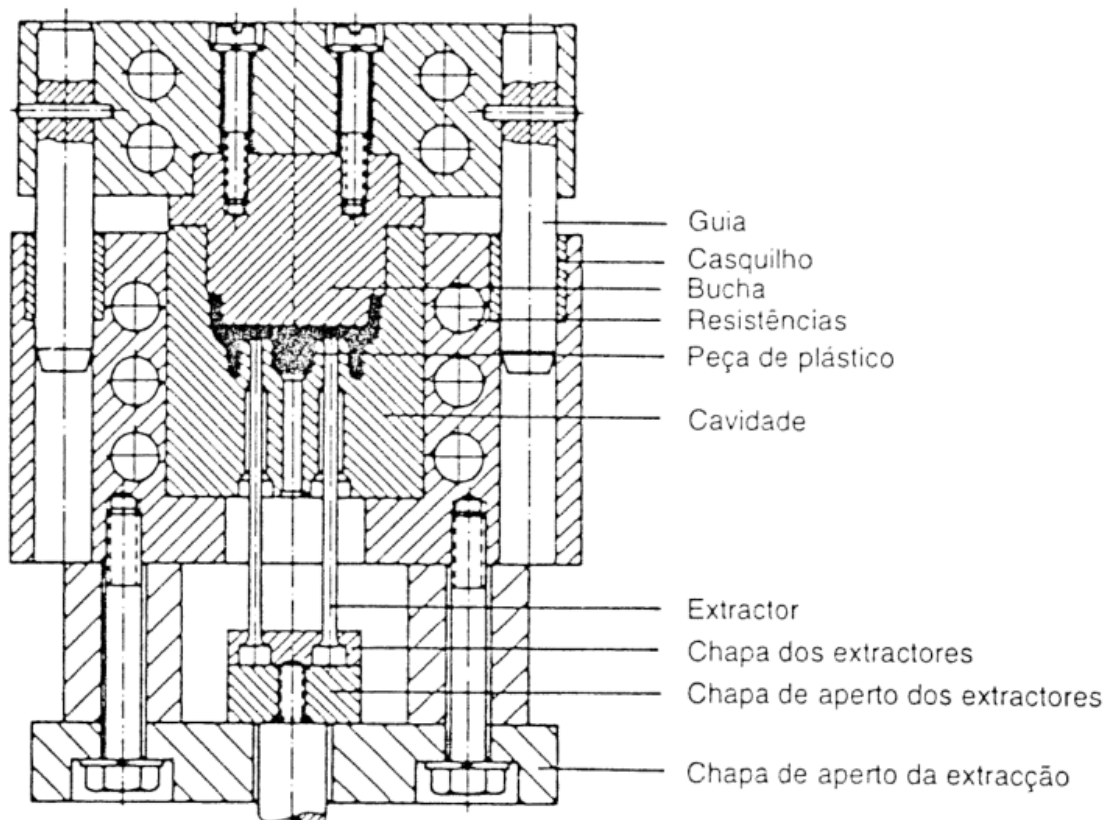 Guia
Casquilho
Bucha
Resistências
Peça de plástico
Cavidade
Extractor
Chapa dos extractores
Chapa de aperto dos extractores
Chapa de aperto da extracção